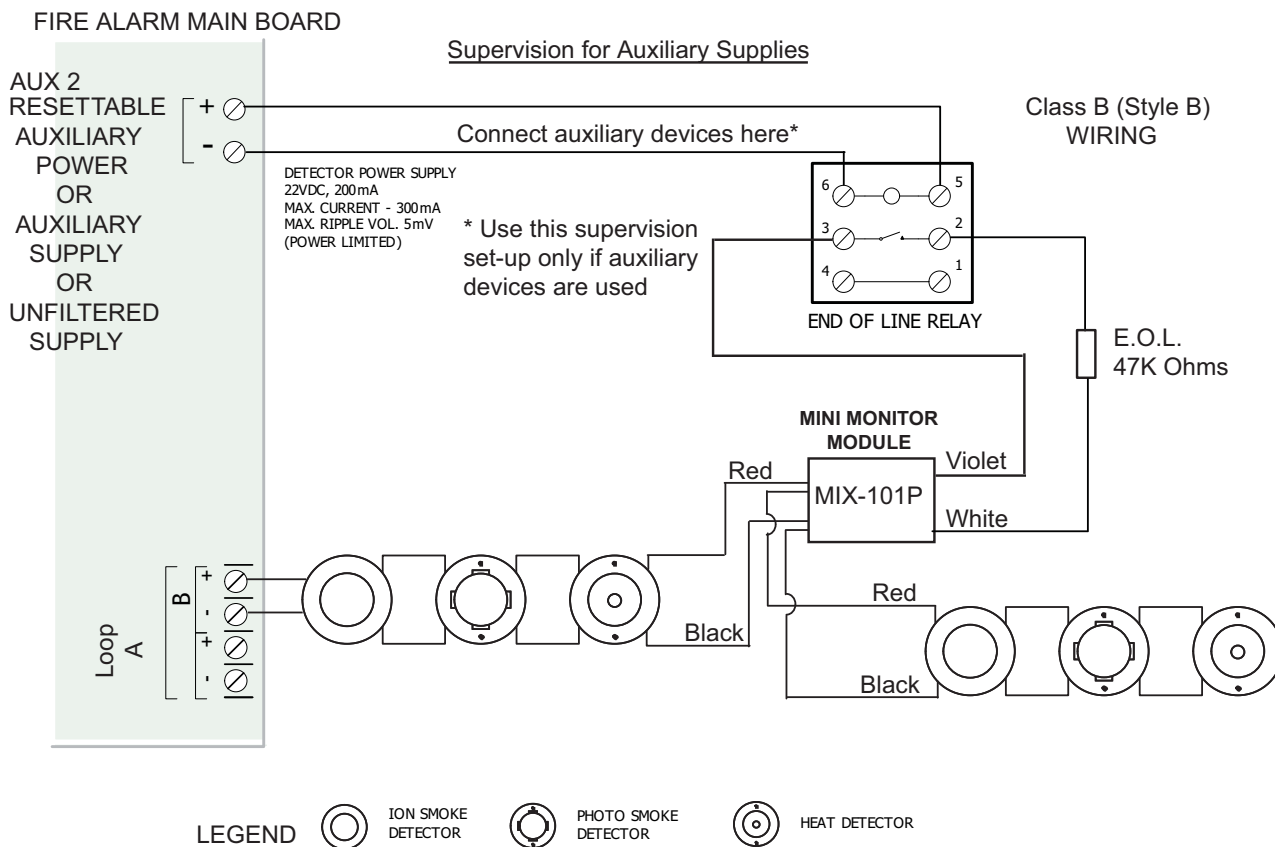 FIRE ALARM MAIN BOARD
Supervision for Auxiliary Supplies
AUX 2
RESETTABLE
AUXILIARY
POWER
OR
AUXILIARY
SUPPLY
OR
UNFILTERED
SUPPLY
+
-
Connect auxiliary devices here*
Class B (Style B)
WIRING
DETECTOR POWER SUPPLY
22VDC, 200mA
MAX. CURRENT - 300mA
MAX. RIPPLE VOL. 5mV
(POWER LIMITED)
* Use this supervision
set-up only if auxiliary
devices are used
6 5
3 2
4 1
END OF LINE RELAY
E.O.L.
47K Ohms
MINI MONITOR
MODULE
MIX-101P
Red
Violet
White
Black
Red
Black
Loop
A
B
+
-
+
-
LEGEND
ION SMOKE
DETECTOR
PHOTO SMOKE
DETECTOR
HEAT DETECTOR